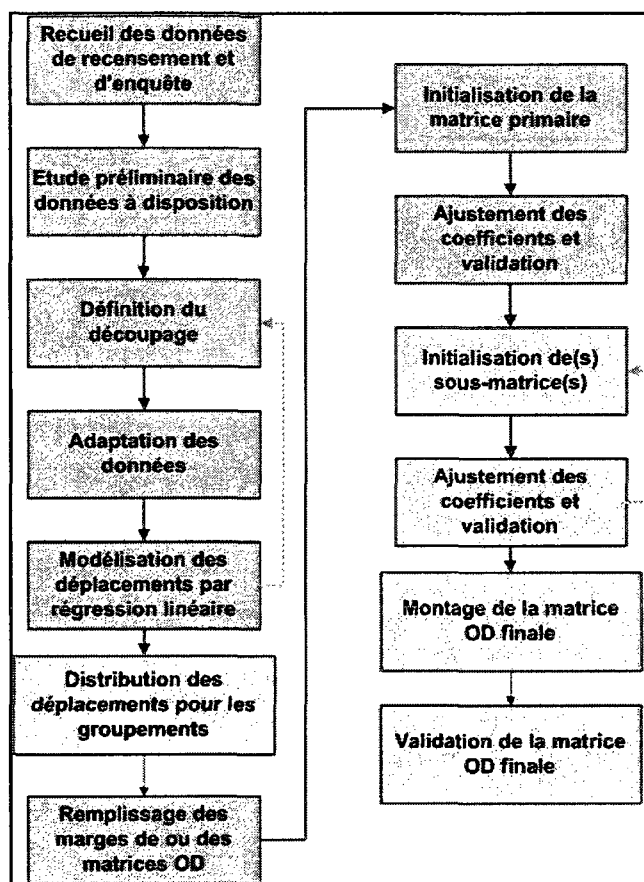 Recueil des données
de recensement et
d'enquête
Etude préliminaire des
données à disposition
Définition du
découpage
Adaptation des
données
Modélisation des
déplacements par
régression linéaire
Distribution des
déplacements pour les
groupements
Remplissage des
marges de ou des
matrices OD
Initialisation de la
matrice primaire
Ajustement des
coefficients et
validation
Initialisation de(s)
sous-matrice(s)
Ajustement des
coefficients et
validation
Montage de la matrice
OD finale
Validation de la matrice
OD finale